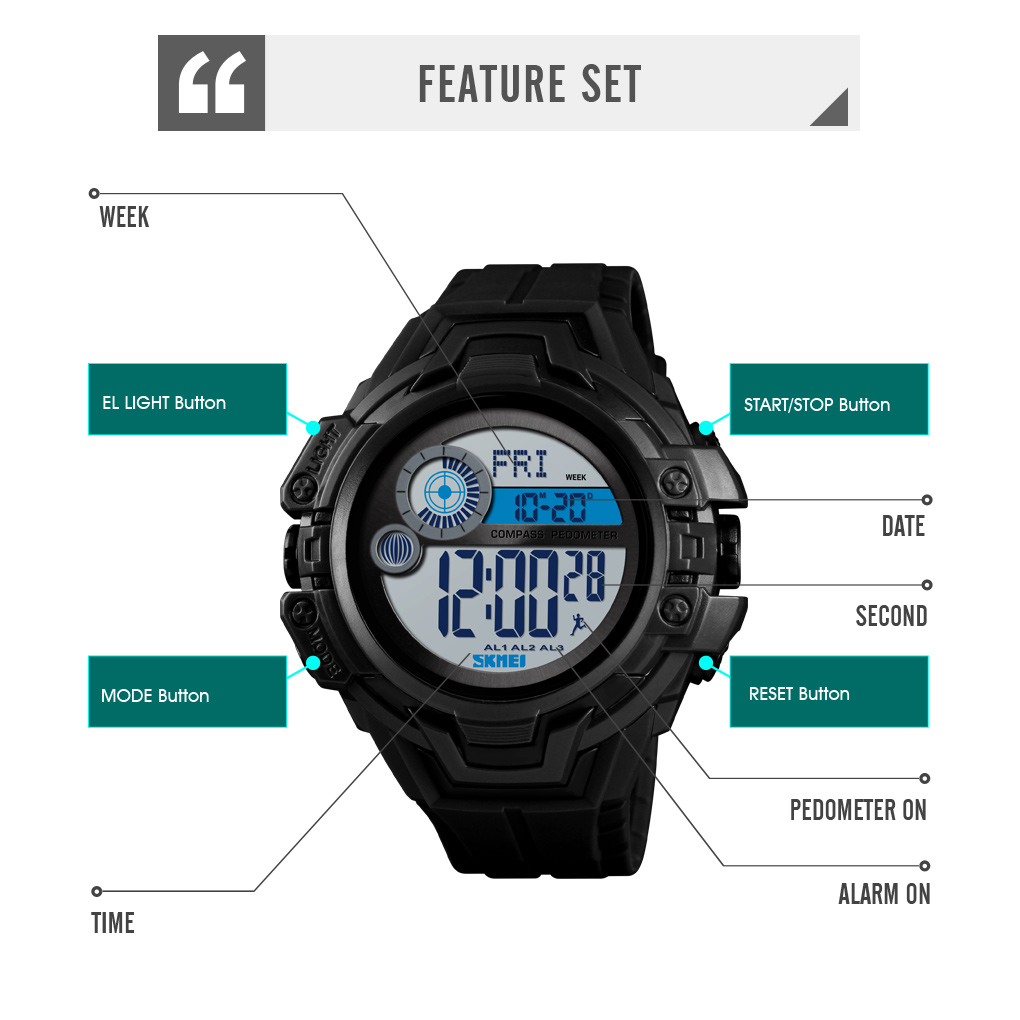 FEATURE SET
WEEK
EL LIGHT Button
START/STOP Button
LIGHT
FRI
WEEK
10-20
M D
DATE
COMPASS PEDOMETER
12:00 28
SECOND
AL1 AL2 AL3
SKMEI
MODE
MODE Button
RESET Button
PEDOMETER ON
ALARM ON
TIME